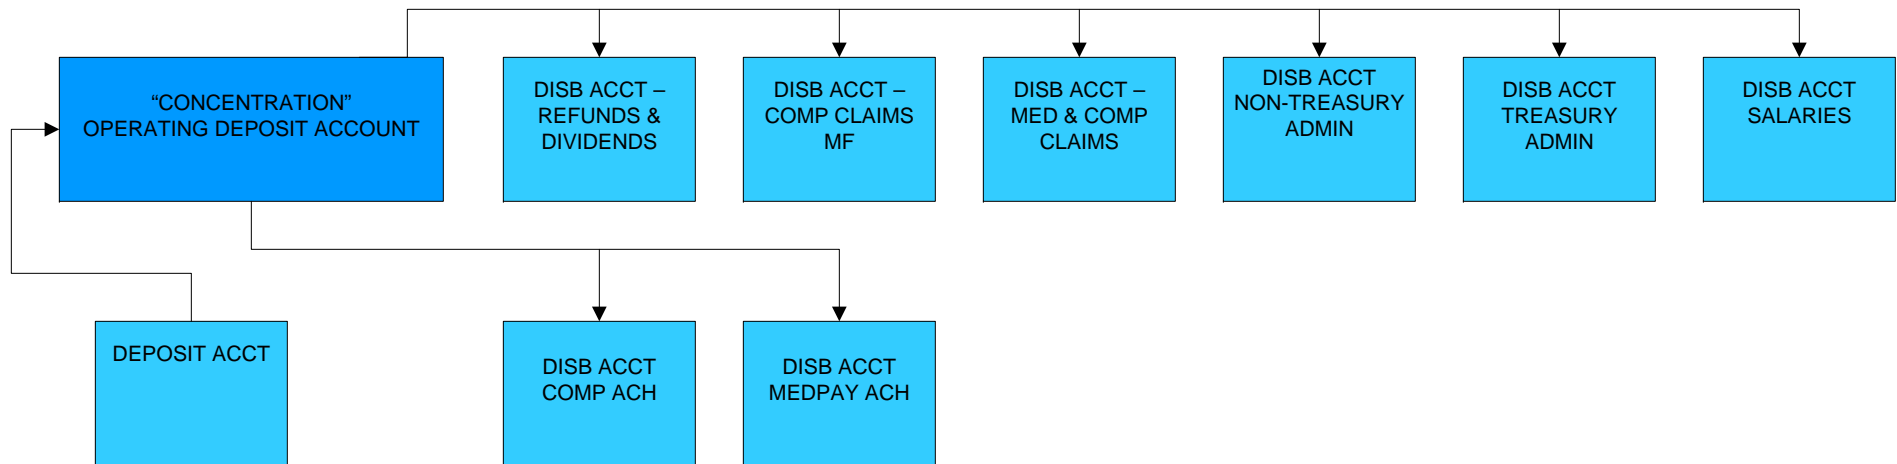 “CONCENTRATION”
OPERATING DEPOSIT ACCOUNT
DISB ACCT –
REFUNDS &
DIVIDENDS
DISB ACCT –
COMP CLAIMS
MF
DISB ACCT –
MED & COMP
CLAIMS
DISB ACCT
NON-TREASURY
ADMIN
DISB ACCT
TREASURY
ADMIN
DISB ACCT
SALARIES
DEPOSIT ACCT
DISB ACCT
COMP ACH
DISB ACCT
MEDPAY ACH